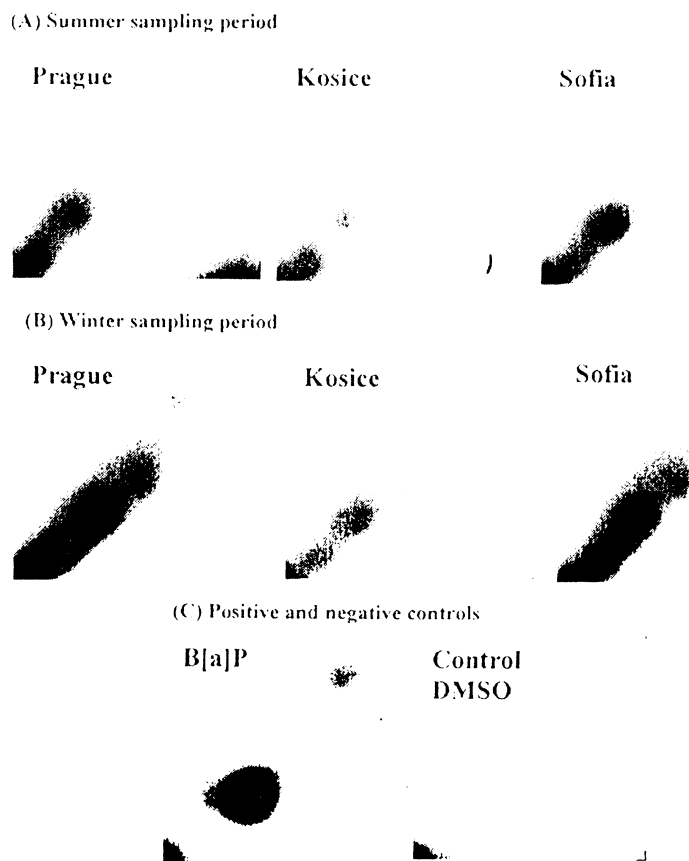 (A) Summer sampling period
Prague Kosice Sofia
(B) Winter sampling period
Prague Kosice Sofia
(C) Positive and negative controls
B[a]P Control
DMSO